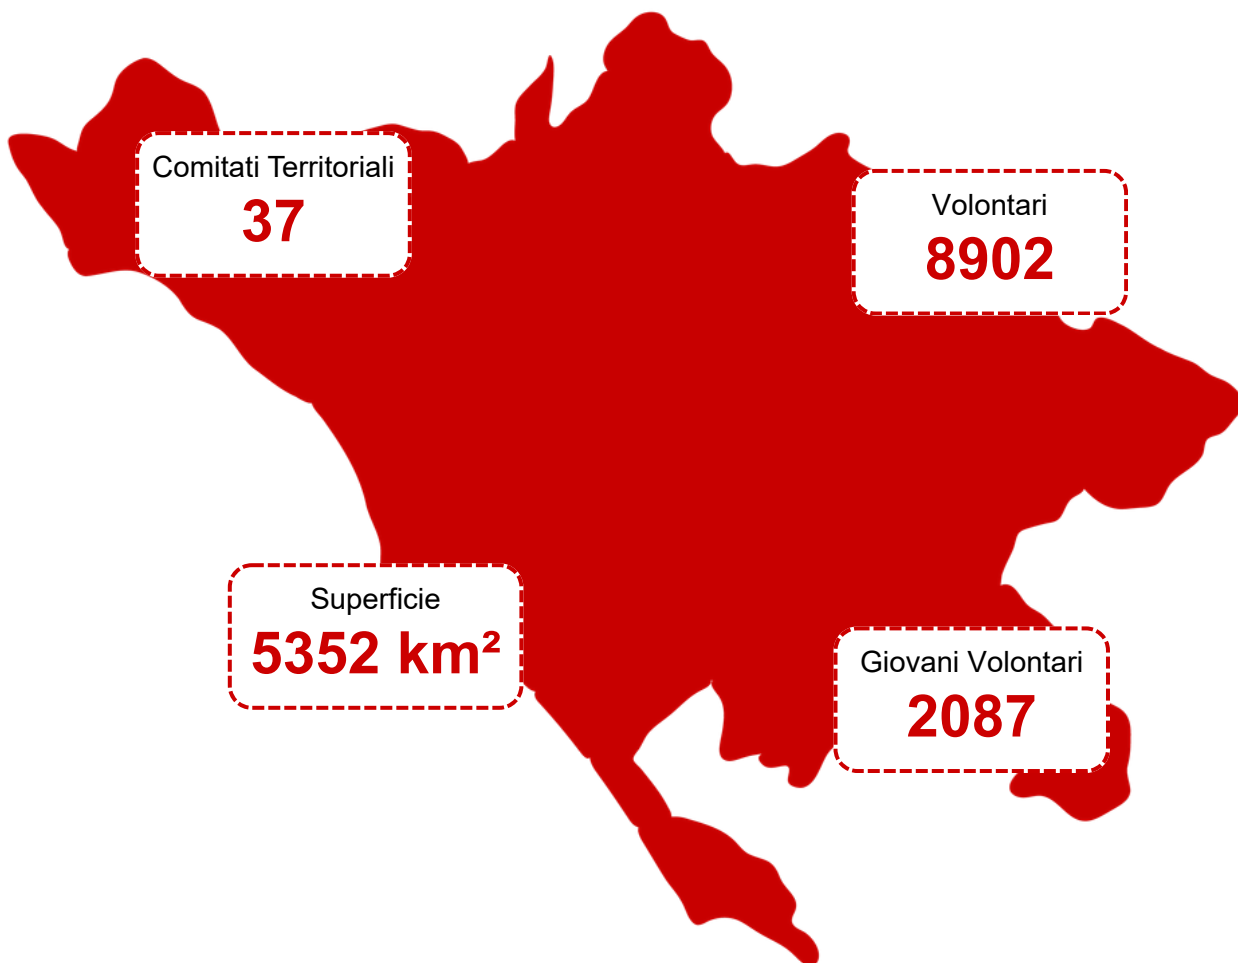 Comitati Territoriali
37
Volontari
8902
Superficie
5352 km²
Giovani Volontari
2087